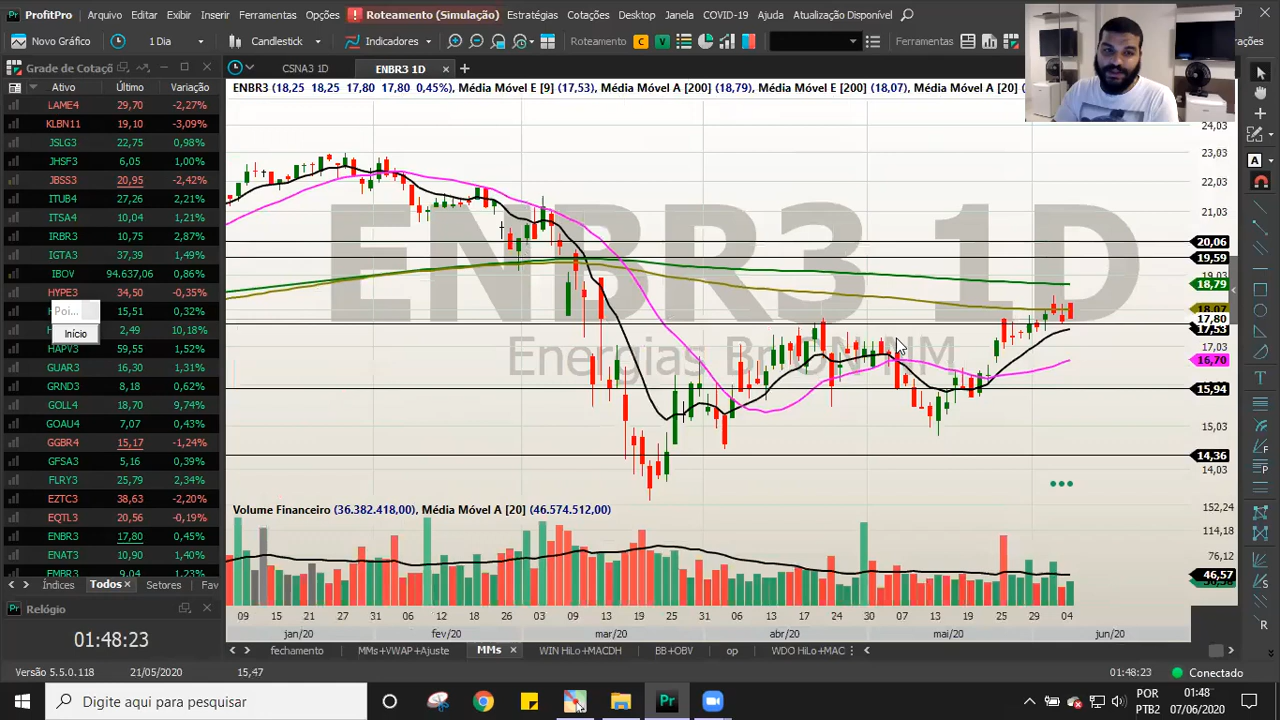 ProfitPro
Arquivo Editar Exibir Inserir Ferramentas Opções Roteamento (Simulação) Estratégias Cotações Desktop Janela COVID-19 Ajuda Atualização Disponível
Novo Gráfico 1 Dia Candlestick Indicadores Roteamento C V Ferramentas
Grade de Cotaçõ
CSNA3 1D ENBR3 1D
Ativo Último Variação
LAME4 29,70 -2,27%
KLBN11 19,10 -3,09%
JSLG3 22,75 0,98%
JHSF3 6,05 1,00%
JBSS3 20,95 -2,42%
ITUB4 27,26 2,21%
ITSA4 10,04 1,21%
IRBR3 10,75 2,87%
IGTA3 37,39 1,49%
IBOV 94.637,06 0,86%
HYPE3 34,50 -0,35%
15,51 0,32%
2,49 10,18%
HAPV3 59,55 1,52%
GUAR3 16,30 1,31%
GRND3 8,18 0,62%
GOLL4 18,70 9,74%
GOAU4 7,07 0,43%
GGBR4 15,17 -1,24%
GFSA3 5,16 0,39%
FLRY3 25,79 2,34%
EZTC3 38,63 -2,20%
EQTL3 20,56 -0,19%
ENBR3 17,80 0,45%
ENAT3 10,90 1,40%
EMBR3 9,04 1,23%
Poi...
Início
Índices Todos Setores Fav
Relógio
01:48:23
ENBR3 (18,25 18,25 17,80 17,80 0,45%), Média Móvel E [9] (17,53), Média Móvel A [200] (18,79), Média Móvel E [200] (18,07), Média Móvel A [20] (
ENBR3 1D
24,03
23,03
22,03
21,03
20,06
19,59
19,03
18,79
18,07
17,80
17,53
17,03
16,70
15,94
15,03
14,36
14,03
Volume Financeiro (36.382.418,00), Média Móvel A [20] (46.574.512,00)
152,24
114,18
76,12
46,57
09 15 21 27 03 06 12 18 28 03 09 13 19 25 31 06 13 17 24 30 07 13 19 25 29 04
jan/20 fev/20 mar/20 abr/20 mai/20 jun/20
fechamento MMs+VWAP+Ajuste MMs WIN HiLo+MACDH BB+OBV op WDO HiLo+MAC
Versão 5.5.0.118 21/05/2020 15,47 01:48:23 Conectado
Digite aqui para pesquisar
Pr
POR
PTB2
01:48
07/06/2020